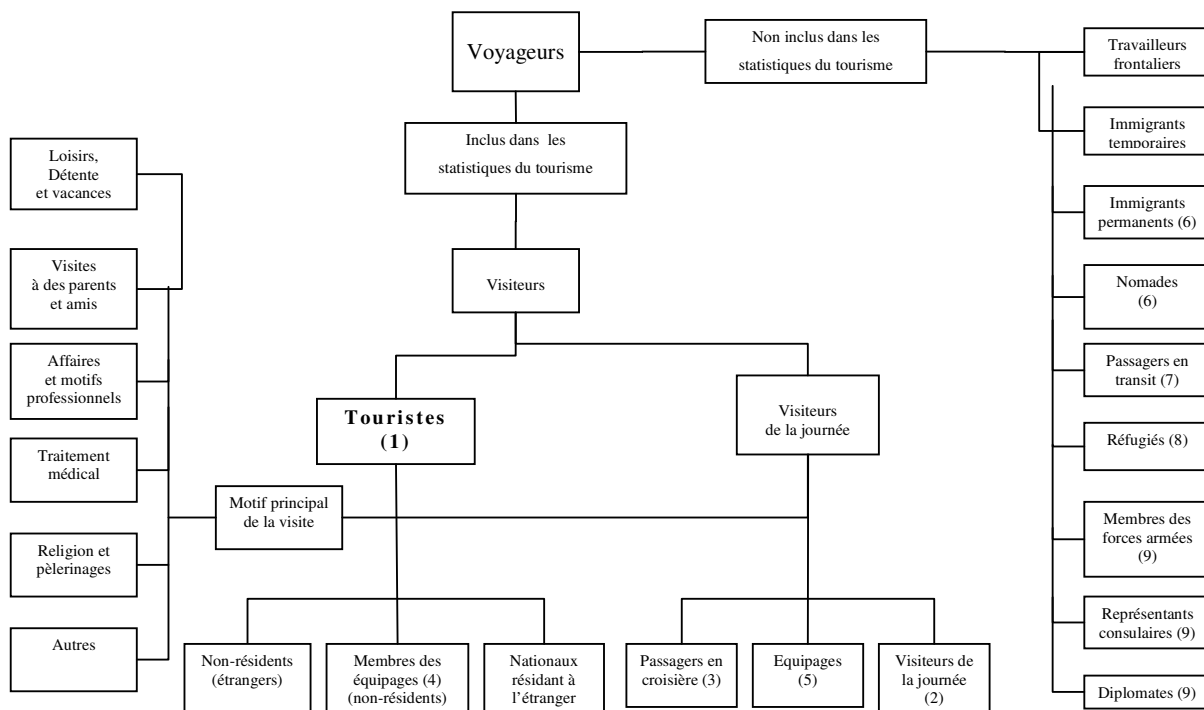 Voyageurs
Non inclus dans les
statistiques du tourisme
Travailleurs
frontaliers
Inclus dans les
statistiques du tourisme
Immigrants
temporaires
Loisirs,
Détente
et vacances
Immigrants
permanents (6)
Visites
à des parents
et amis
Visiteurs
Nomades
(6)
Affaires
et motifs
professionnels
Passagers en
transit (7)
Touristes
(1)
Visiteurs
de la journée
Traitement
médical
Réfugiés (8)
Motif principal
de la visite
Membres des
forces armées
(9)
Religion et
pèlerinages
Représentants
consulaires (9)
Autres
Non-résidents
(étrangers)
Membres des
équipages (4)
(non-résidents)
Nationaux
résidant à
l’étranger
Passagers en
croisière (3)
Equipages
(5)
Visiteurs de
la journée
(2)
Diplomates (9)